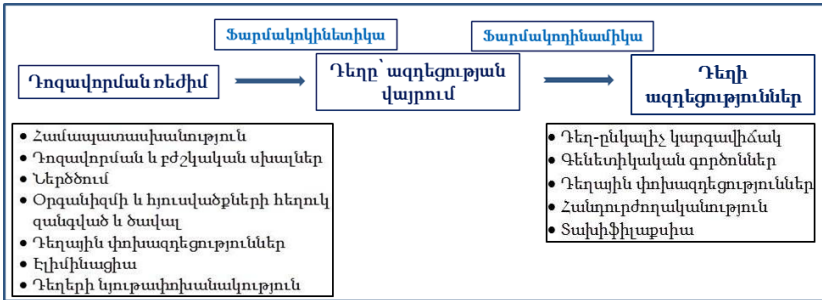 Ֆարմակոկինետիկա
Ֆարմակոդինամիկա
Դոզավորման ռեժիմ
Դեղը՝ ազդեցության
վայրում
Դեղի
ազդեցություններ
• Համապատասխանություն
• Դոզավորման և բժշկական սխալներ
• Ներծծում
• Օրգանիզմի և հյուսվածքների հեղուկ
զանգված և ծավալ
• Դեղային փոխազդեցություններ
• Էլիմինացիա
• Դեղերի նյութափոխանակություն
• Դեղ-ընկալիչ կարգավիճակ
• Գենետիկական գործոններ
• Դեղային փոխազդեցություններ
• Հանդուրժողականություն
• Տախիֆիլաքսիա